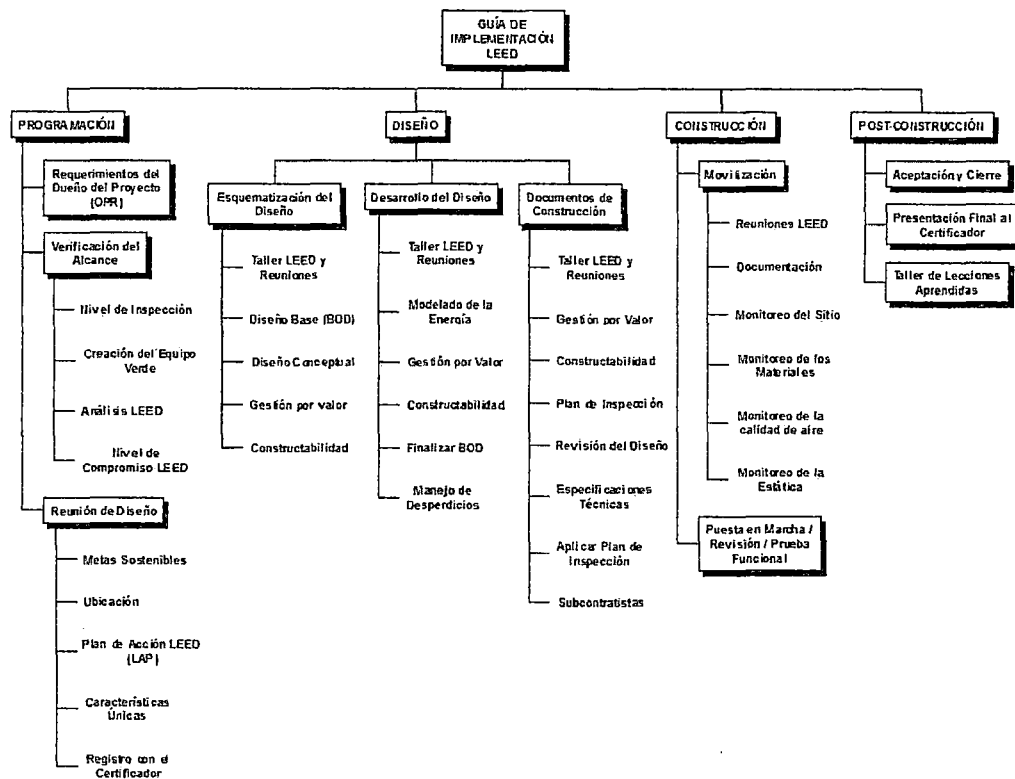 GUÍA DE
IMPLEMENTACIÓN
LEED
PROGRAMACIÓN
Requerimientos del
Dueño del Proyecto
(OPR)
Verificación del
Alcance
Nivel de Inspección
Creación del Equipo
Verde
Análisis LEED
Nivel de
Compromiso LEED
Reunión de Diseño
Metas Sostenibles
Ubicación
Plan de Acción LEED
(LAP)
Características
Únicas
Registro con el
Certificador
DISEÑO
Esquematización del
Diseño
Taller LEED y
Reuniones
Diseño Base (BOD)
Diseño Conceptual
Gestión por valor
Constructabilidad
Desarrollo del Diseño
Taller LEED y
Reuniones
Modelado de la
Energía
Gestión por Valor
Constructabilidad
Finalizar BOD
Manejo de
Desperdicios
Documentos de
Construcción
Taller LEED y
Reuniones
Gestión por Valor
Constructabilidad
Plan de Inspección
Revisión del Diseño
Especificaciones
Técnicas
Aplicar Plan de
Inspección
Subcontratistas
CONSTRUCCIÓN
Movilización
Reuniones LEED
Documentación
Monitoreo del Sitio
Monitoreo de los
Materiales
Monitoreo de la
calidad de aire
Monitoreo de la
Estática
Puesta en Marcha /
Revisión / Prueba
Funcional
POST-CONSTRUCCIÓN
Aceptación y Cierre
Presentación Final al
Certificador
Taller de Lecciones
Aprendidas